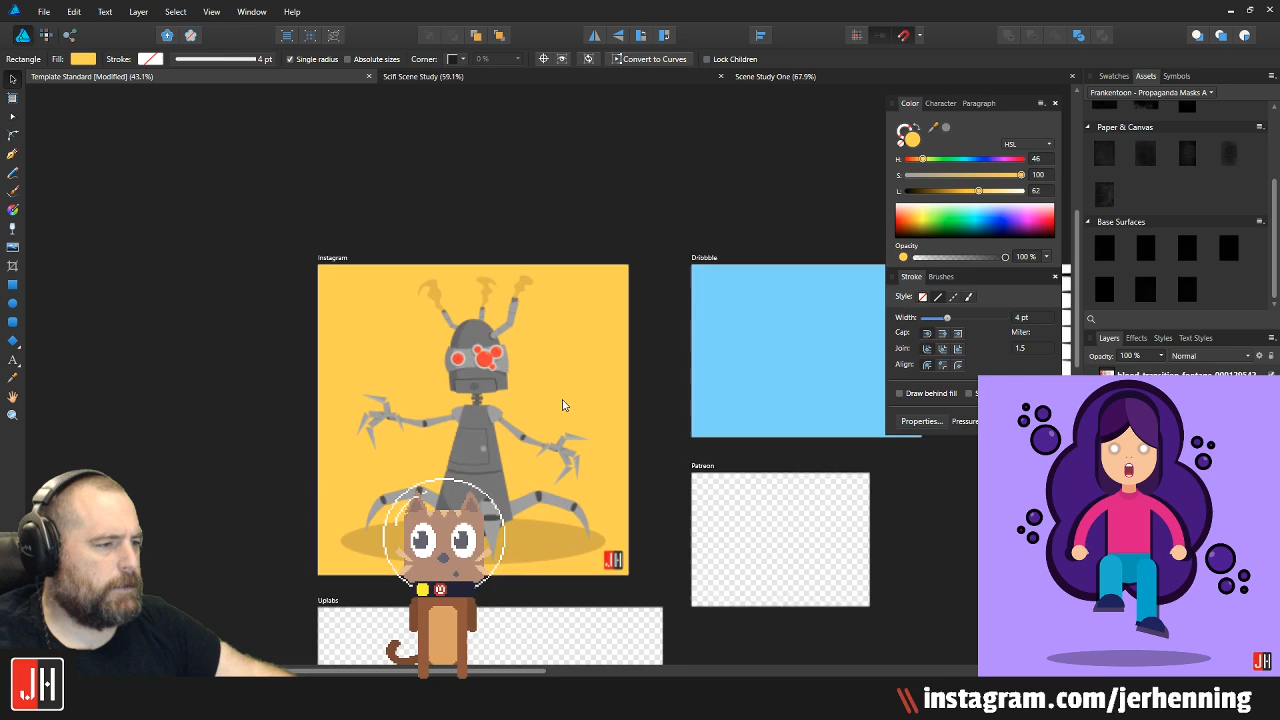 File Edit Text Layer Select View Window Help
Rectangle Fill: Stroke: 4 pt Single radius Absolute sizes Corner: 0 % Convert to Curves Lock Children
Template Standard [Modified] (43.1%) Scifi Scene Study (59.1%) Scene Study One (67.9%)
Swatches Assets Symbols
Frankentoon - Propaganda Masks A
Color Character Paragraph
Paper & Canvas
HSL
H: 46
S: 100
L: 62
Base Surfaces
Opacity
100 %
Instagram
Dribbble
Stroke Brushes
Style:
Width: 4 pt
Cap: Miter:
Join: 1.5
Align:
Layers Effects Styles Text Styles
Opacity: 100 % Normal
Draw behind fill
Properties... Pressure
Patreon
JH
Uplabs
JH
JH
\\instagram.com/jerhenning